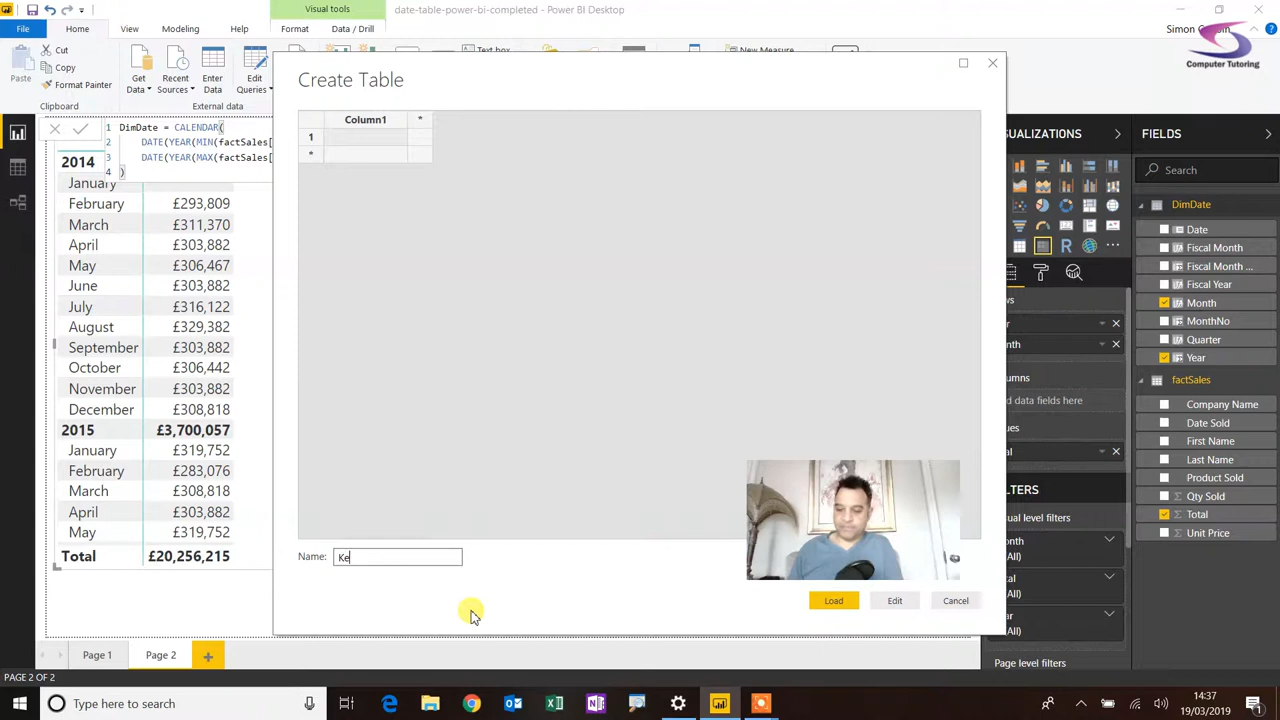 Visual tools
date-table-power-bi-completed - Power BI Desktop
File
Home
View
Modeling
Help
Format
Data / Drill
Computer Tutoring
Paste
Cut
Copy
Format Painter
Clipboard
Get
Data
Recent
Sources
Enter
Data
Edit
Queries
External data
Text box
New Measure
1 DimDate = CALENDAR(
2 DATE(YEAR(MIN(factSales[
3 DATE(YEAR(MAX(factSales[
4 )
2014
January
February £293,809
March £311,370
April £303,882
May £306,467
June £303,882
July £316,122
August £329,382
September £303,882
October £306,442
November £303,882
December £308,818
2015 £3,700,057
January £319,752
February £283,076
March £308,818
April £303,882
May £319,752
Total £20,256,215
Create Table
Column1 *
1
*
Name: Ke
Load
Edit
Cancel
FIELDS
Search
DimDate
Date
Fiscal Month
Fiscal Month ...
Fiscal Year
Month
MonthNo
Quarter
Year
factSales
Company Name
Date Sold
First Name
Last Name
Product Sold
Qty Sold
Total
Unit Price
Page level filters
Page 1
Page 2
PAGE 2 OF 2
Type here to search
14:37
19/03/2019